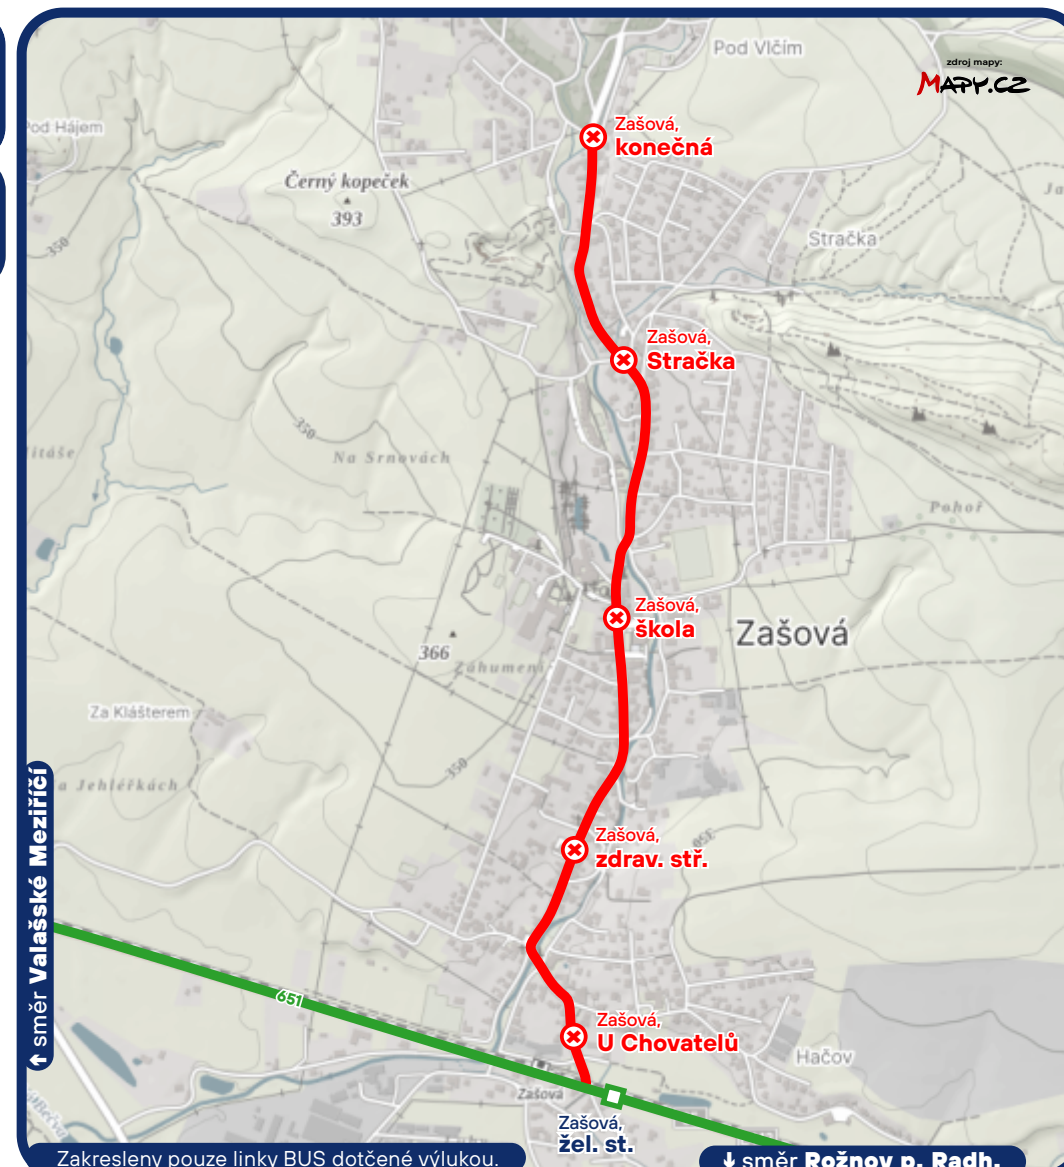 Pod Vlčím
zdroj mapy:
MAPY.CZ
Zašová,
konečná
Pod Hájem
Černý kopeček
393
350
Stračka
Zašová,
Stračka
350
Na Srnovách
Pohoř
Zašová,
škola
Zašová
366
Záhumení
Za Klášterem
350
a Jehléřkách
350
Zašová,
zdrav. stř.
↑ směr Valašské Meziříčí
651
Zašová,
U Chovatelů
Hačov
Zašová
Zašová,
žel. st.
Zakresleny pouze linky BUS dotčené výlukou.
↓ směr Rožnov p. Radh.